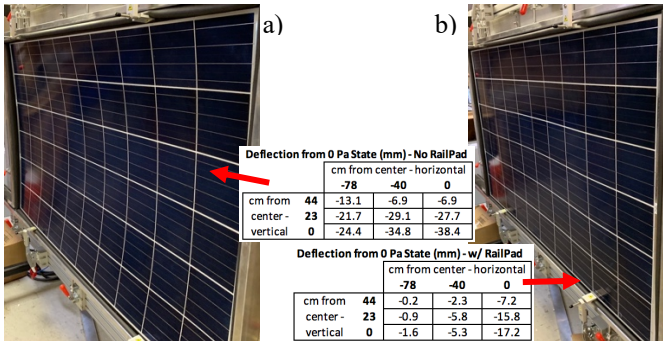 a)
b)
Deflection from 0 Pa State (mm) - No RailPad
cm from center - horizontal
-78 -40 0
cm from 44 -13.1 -6.9 -6.9
center - 23 -21.7 -29.1 -27.7
vertical 0 -24.4 -34.8 -38.4
Deflection from 0 Pa State (mm) - w/ RailPad
cm from center - horizontal
-78 -40 0
cm from 44 -0.2 -2.3 -7.2
center - 23 -0.9 -5.8 -15.8
vertical 0 -1.6 -5.3 -17.2